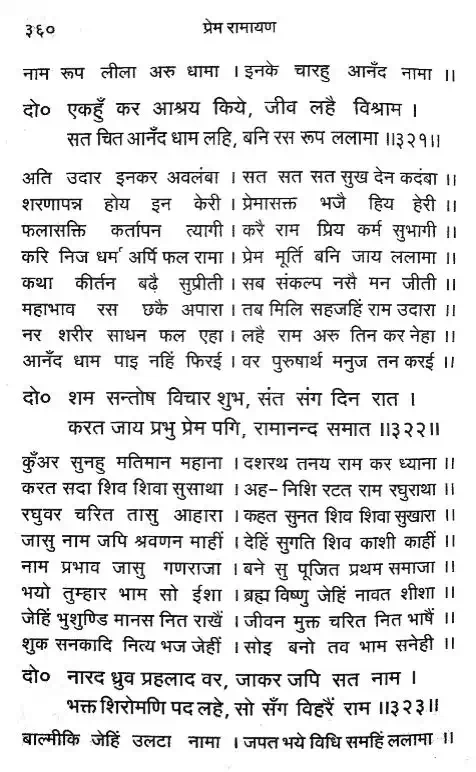 ३६०
प्रेम रामायण
नाम रूप लीला अरु धामा । इनके चारहु आनँद नामा ।।
दो० एकहुँ कर आश्रय किये, जीव लहै विश्राम ।
सत चित आनँद धाम लहि, बनि रस रूप ललामा ।।३२१।।
अति उदार इनकर अवलंबा । सत सत सत सुख देन कदंबा ।।
शरणापन्न होय इन केरी । प्रेमासक्त भजै हिय हेरी ।।
फलासक्ति कर्तापन त्यागी । करै राम प्रिय कर्म सुभागी ।।
करि निज धर्म अर्पि फल रामा । प्रेम मूर्ति बनि जाय ललामा ।।
कथा कीर्तन बढ़ै सुप्रीती । सब संकल्प नसै मन जीती ।।
महाभाव रस छकै अपारा । तब मिलि सहजहिं राम उदारा ।।
नर शरीर साधन फल एहा । लहै राम अरु तिन कर नेहा ।।
आनँद धाम पाइ नहिं फिरई । वर पुरुषार्थ मनुज तन करई ।।
दो० शम सन्तोष विचार शुभ, संत संग दिन रात ।
करत जाय प्रभु प्रेम पगि, रामानन्द समात ।।३२२।।
कुँअर सुनहु मतिमान महाना । दशरथ तनय राम कर ध्याना ।।
करत सदा शिव शिवा सुसाथा । अह- निशि रटत राम रघुराथा ।।
रघुवर चरित तासु आहारा । कहत सुनत शिव शिवा सुखारा ।।
जासु नाम जपि श्रवणन माहीं । देहिं सुगति शिव काशी काहीं ।।
नाम प्रभाव जासु गणराजा । बने सु पूजित प्रथम समाजा ।।
भयो तुम्हार भाम सो ईशा । ब्रह्म विष्णु जेहिं नावत शीशा ।।
जेहिं भुशुण्डि मानस नित राखैं । जीवन मुक्त चरित नित भाषैं ।।
शुक सनकादि नित्य भज जेहीं । सोइ बनो तव भाम सनेही ।।
दो० नारद ध्रुव प्रहलाद वर, जाकर जपि सत नाम ।
भक्त शिरोमणि पद लहे, सो सँग विहरैं राम ।।३२३।।
बाल्मीकि जेहिं उलटा नामा । जपत भये विधि समहिं ललामा ।।